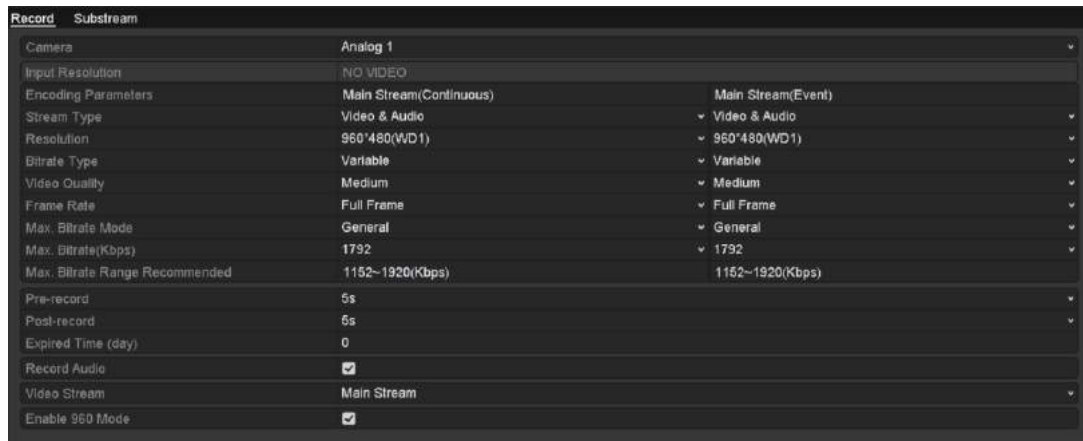 Record Substream
Camera Analog 1
Input Resolution NO VIDEO
Encoding Parameters Main Stream(Continuous) Main Stream(Event)
Stream Type Video & Audio Video & Audio
Resolution 960*480(WD1) 960*480(WD1)
Bitrate Type Variable Variable
Video Quality Medium Medium
Frame Rate Full Frame Full Frame
Max. Bitrate Mode General General
Max. Bitrate(Kbps) 1792 1792
Max. Bitrate Range Recommended 1152~1920(Kbps) 1152~1920(Kbps)
Pre-record 5s
Post-record 5s
Expired Time (day) 0
Record Audio
Video Stream Main Stream
Enable 960 Mode